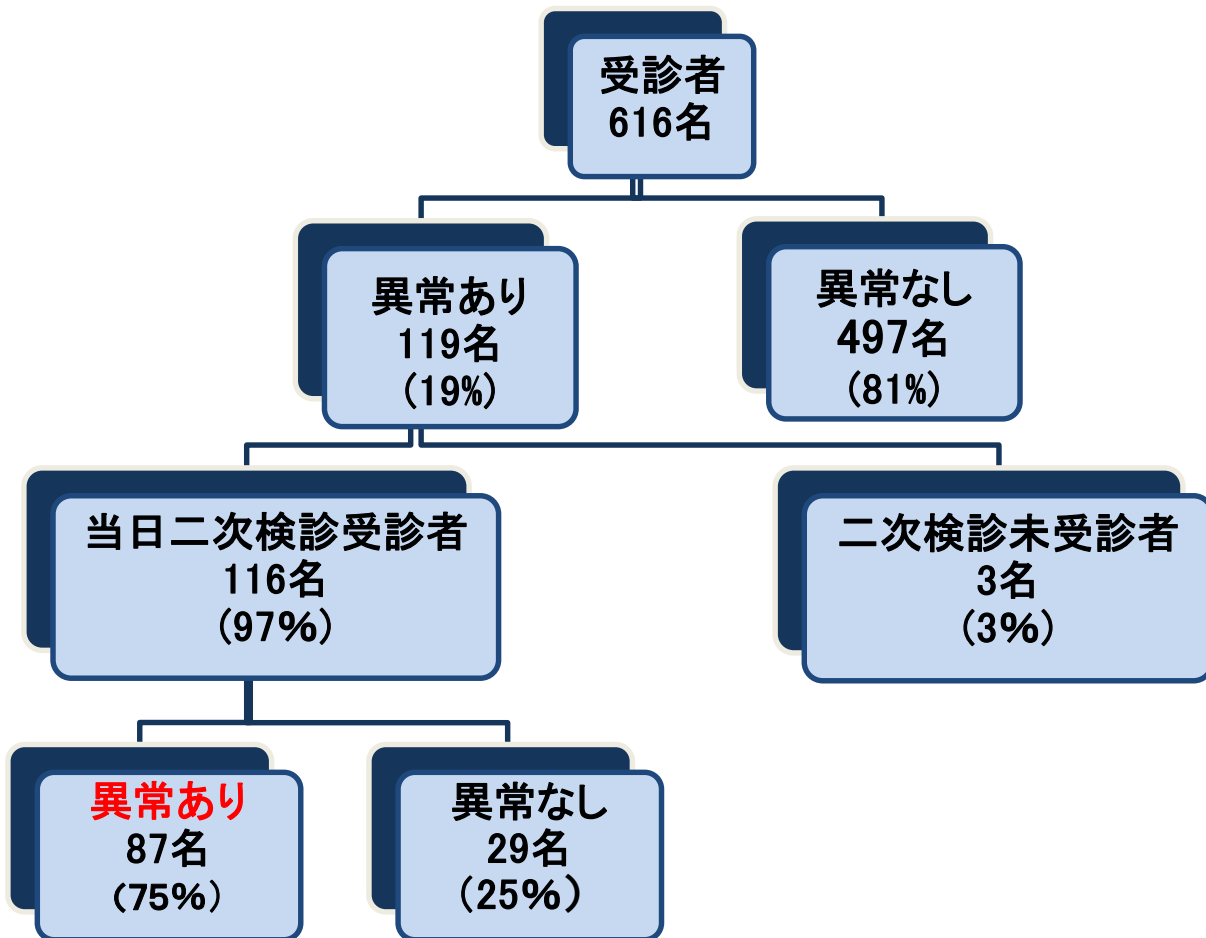 受診者
616名
異常あり
119名
(19%)
異常なし
497名
(81%)
当日二次検診受診者
116名
(97%)
二次検診未受診者
3名
(3%)
異常あり
87名
(75%)
異常なし
29名
(25%)